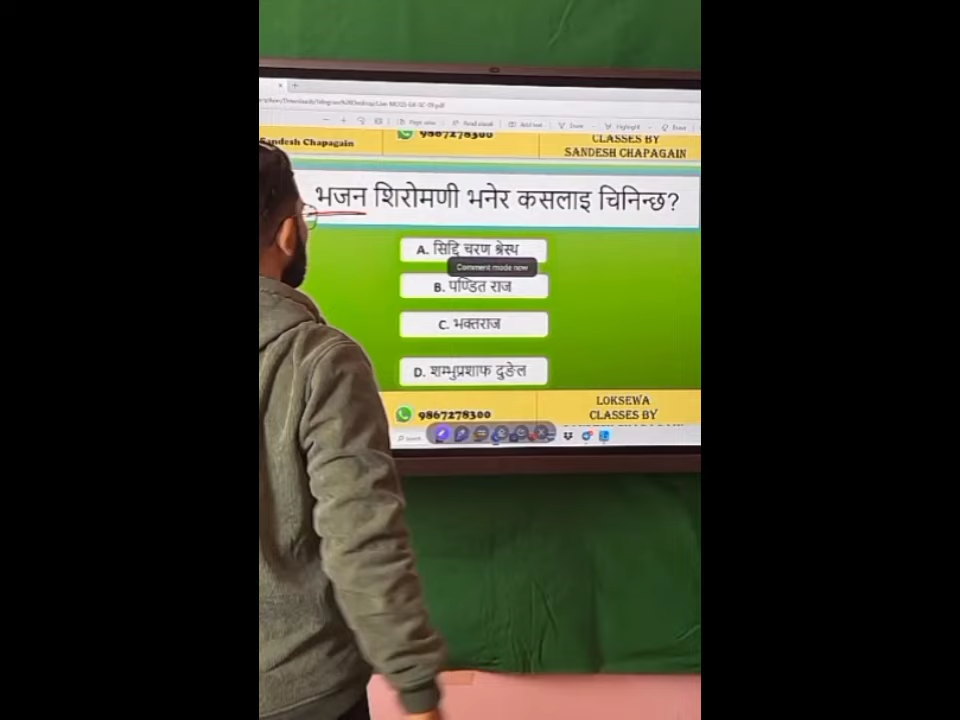 Sandesh Chapagain
9867278300
CLASSES BY
SANDESH CHAPAGAIN
भजन शिरोमणी भनेर कसलाइ चिनिन्छ?
A. सिद्दि चरण श्रेस्थ
Comment mode now
B. पण्डित राज
C. भक्तराज
D. शम्भुप्रशाफ दुङेल
9867278300
LOKSEWA
CLASSES BY